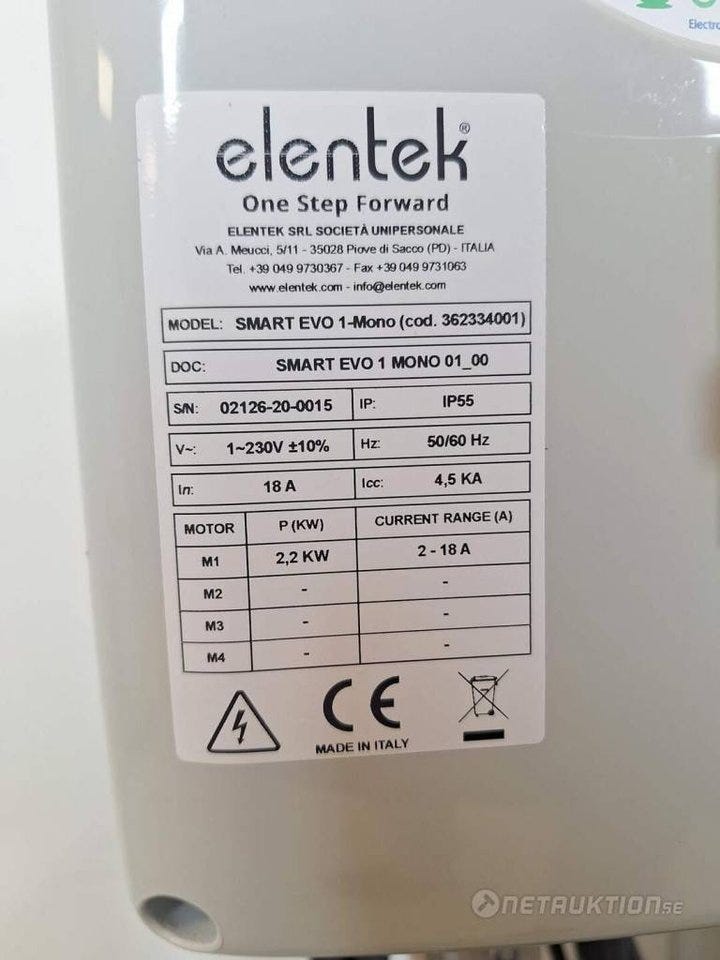 Electro
elentek®
One Step Forward
ELENTEK SRL SOCIETÀ UNIPERSONALE
Via A. Meucci, 5/11 - 35028 Piove di Sacco (PD) - ITALIA
Tel. +39 049 9730367 - Fax +39 049 9731063
www.elentek.com - info@elentek.com
MODEL: SMART EVO 1-Mono (cod. 362334001)
DOC: SMART EVO 1 MONO 01_00
S/N: 02126-20-0015 IP: IP55
V~: 1~230V ±10% Hz: 50/60 Hz
In: 18 A Icc: 4,5 KA
MOTOR P (KW) CURRENT RANGE (A)
M1 2,2 KW 2 - 18 A
M2 - -
M3 - -
M4 - -
CE
MADE IN ITALY
NETAUKTION.SE